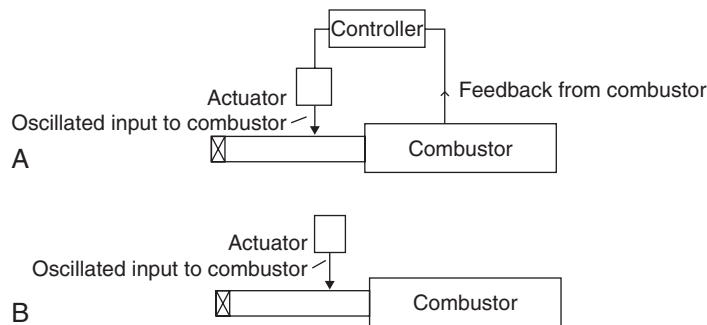 Controller
Feedback from combustor
Actuator
Oscillated input to combustor
Combustor
A
Actuator
Oscillated input to combustor
Combustor
B